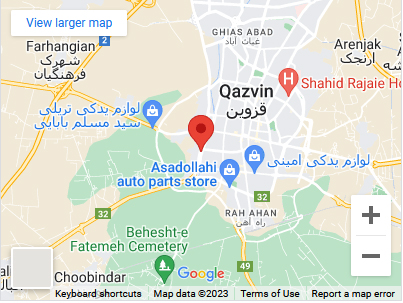 View larger map
GHIAS ABAD
غیاث آباد
Farhangian
شهرک
فرهنگیان
Arenjak
ارنجک
Qazvin
قزوین
Shahid Rajaie Ho
لوازم یدکی تریلی
سید مسلم بابایی
لوازم یدکی امینی
Asadollahi
auto parts store
32
32
RAH AHAN
راه آهن
Behesht-e
Fatemeh Cemetery
49
Choobindar
Google
Keyboard shortcuts
Map data ©2023
Terms of Use
Report a map error